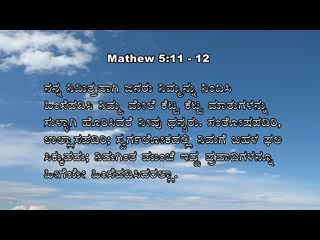 Mathew 5:11 - 12
ನನ್ನ ನಿಮಿತ್ತವಾಗಿ ಜನರು ನಿಮ್ಮನ್ನು ನಿಂದಿಸಿ
ಹಿಂಸೆಪಡಿಸಿ ನಿಮ್ಮ ಮೇಲೆ ಕೆಟ್ಟ ಕೆಟ್ಟ ಮಾತುಗಳನ್ನು
ಸುಳ್ಳಾಗಿ ಹೊರಿಸಿದರೆ ನೀವು ಧನ್ಯರು. ಸಂತೋಷಪಡಿರಿ,
ಉಲ್ಲಾಸಪಡಿರಿ; ಸ್ವರ್ಗಲೋಕದಲ್ಲಿ ನಿಮಗೆ ಬಹಳ ಫಲ
ಸಿಕ್ಕುವದು; ನಿಮಗಿಂತ ಮುಂಚೆ ಇದ್ದ ಪ್ರವಾದಿಗಳನ್ನೂ
ಹೀಗೆಯೇ ಹಿಂಸೆಪಡಿಸಿದರಲ್ಲಾ.